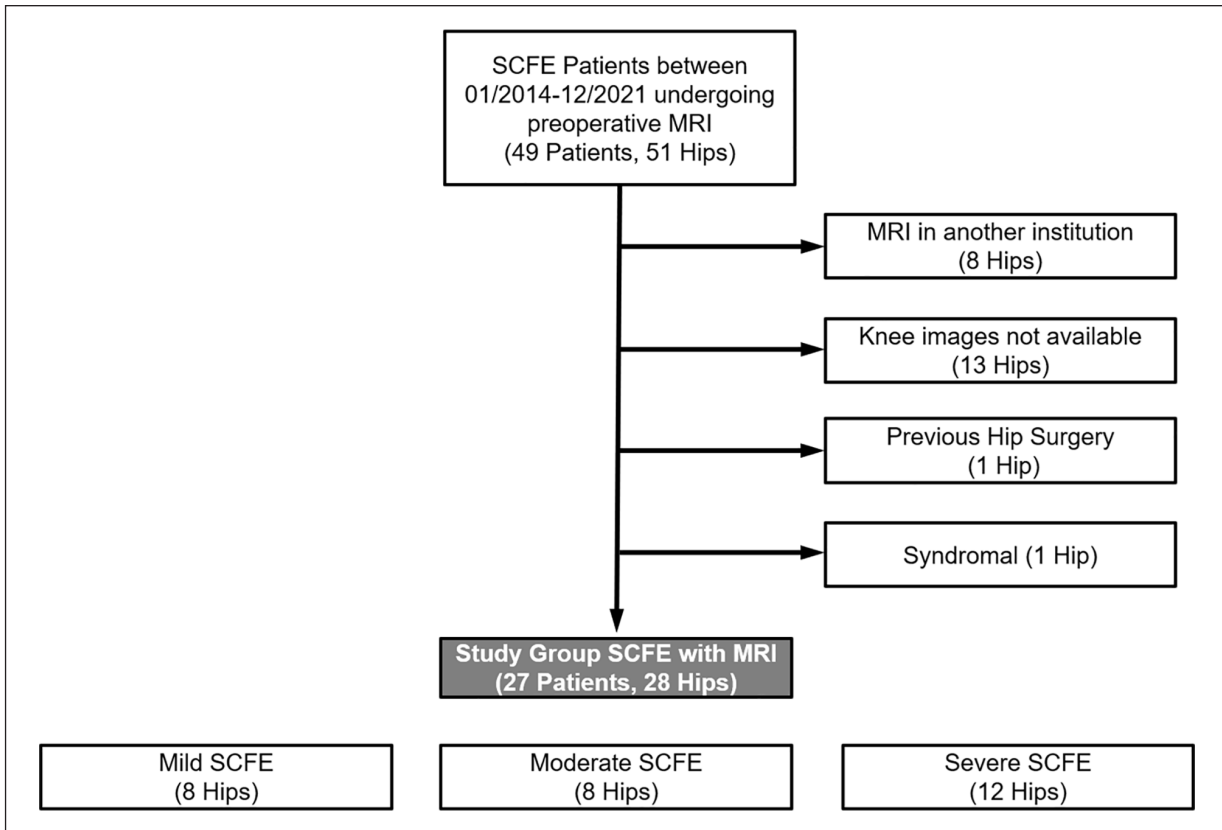 SCFE Patients between
01/2014-12/2021 undergoing
preoperative MRI
(49 Patients, 51 Hips)
MRI in another institution
(8 Hips)
Knee images not available
(13 Hips)
Previous Hip Surgery
(1 Hip)
Syndromal (1 Hip)
Study Group SCFE with MRI
(27 Patients, 28 Hips)
Mild SCFE
(8 Hips)
Moderate SCFE
(8 Hips)
Severe SCFE
(12 Hips)